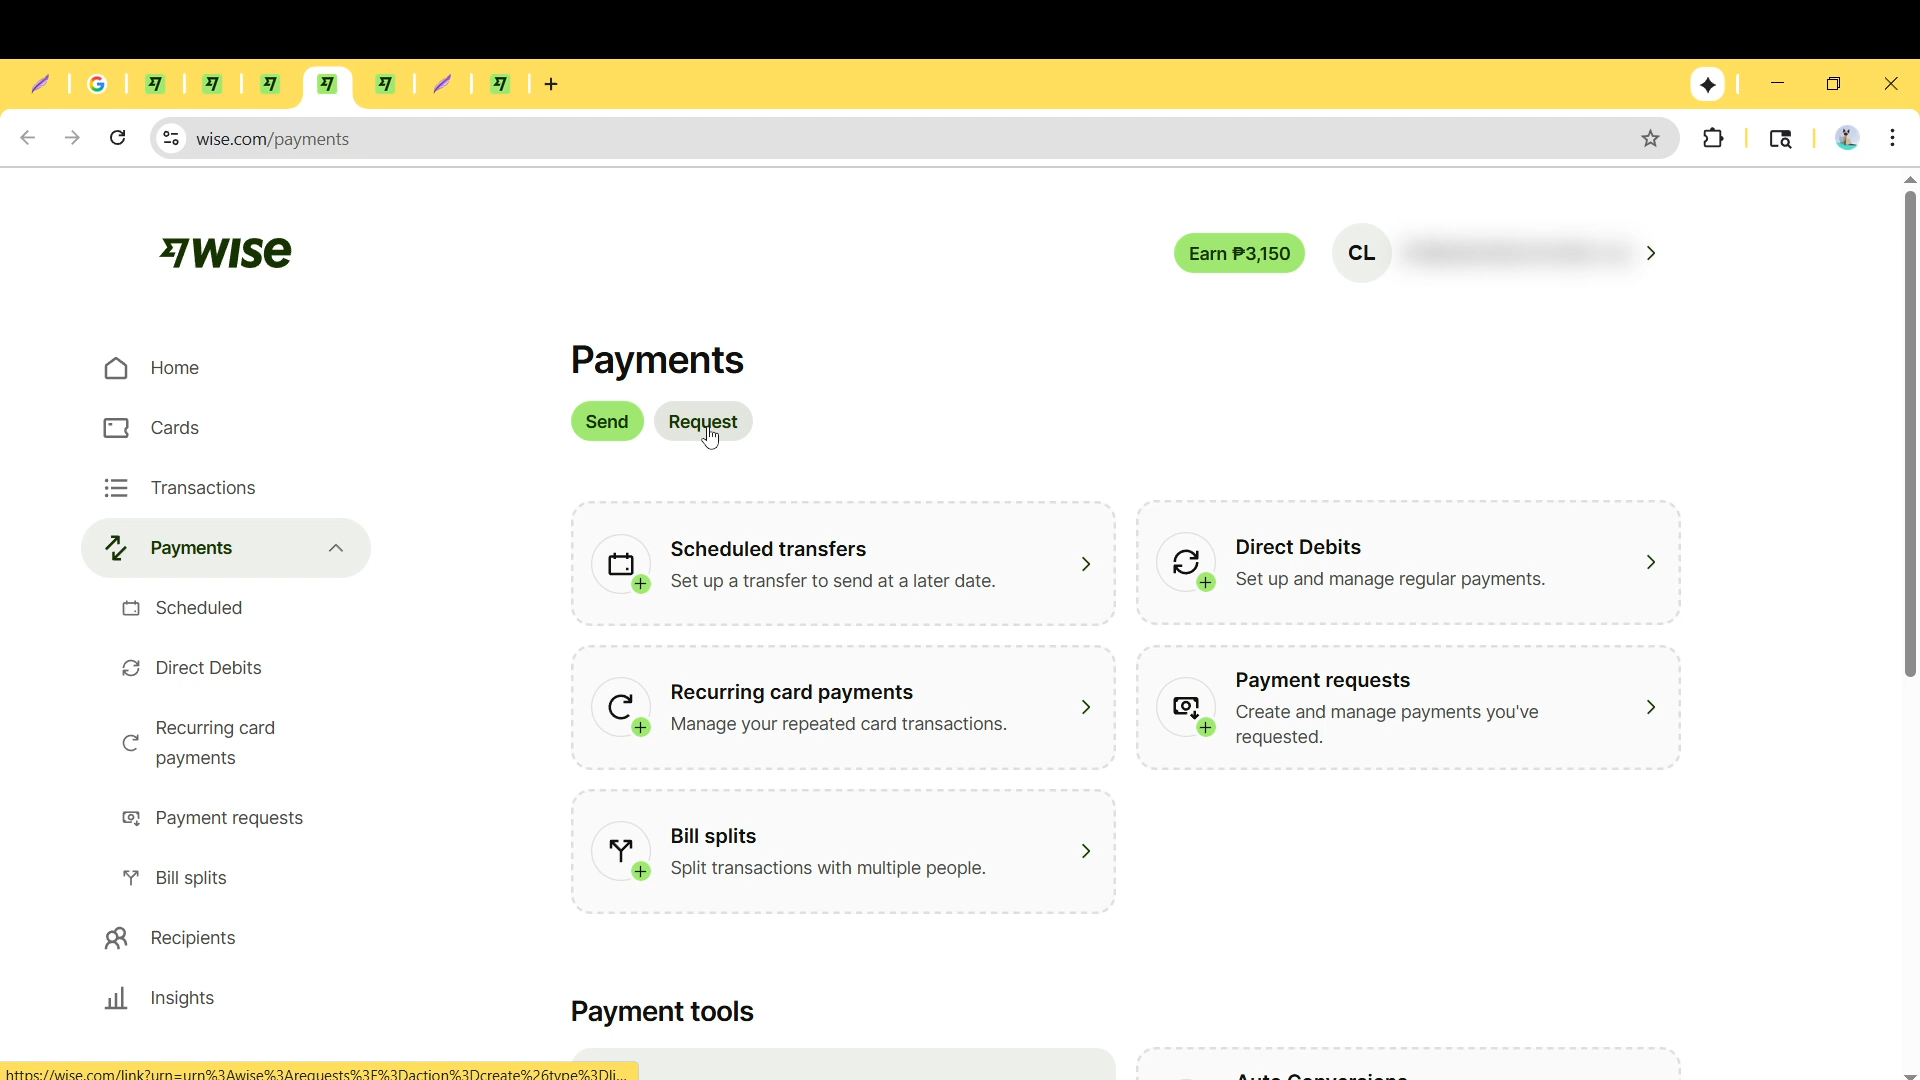 wise.com/payments
WISE
Earn ₱3,150
CL
Home
Cards
Transactions
Payments
Scheduled
Direct Debits
Recurring card
payments
Payment requests
Bill splits
Recipients
Insights
Payments
Send
Request
Scheduled transfers
Set up a transfer to send at a later date.
Direct Debits
Set up and manage regular payments.
Recurring card payments
Manage your repeated card transactions.
Payment requests
Create and manage payments you've
requested.
Bill splits
Split transactions with multiple people.
Payment tools
Auto Conversions
https://wise.com/link?urn=urn%3Awise%3Arequests%3F%3Daction%3Dcreate%26type%3Dli...